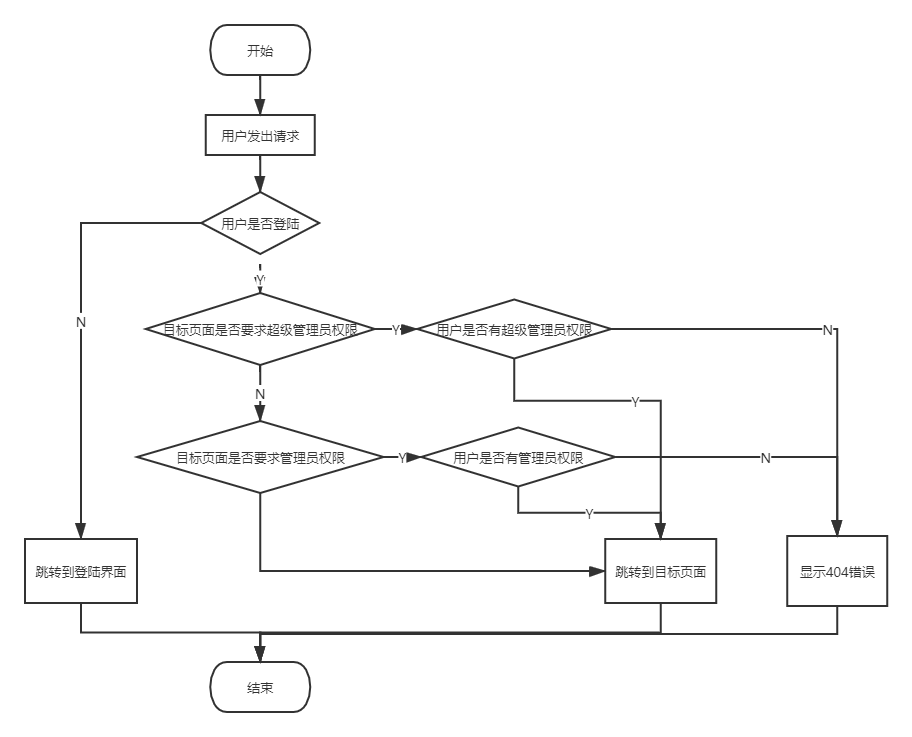 开始
用户发出请求
用户是否登陆
Y
N
目标页面是否要求超级管理员权限
Y
用户是否有超级管理员权限
N
N
Y
目标页面是否要求管理员权限
Y
用户是否有管理员权限
N
Y
跳转到登陆界面
跳转到目标页面
显示404错误
结束